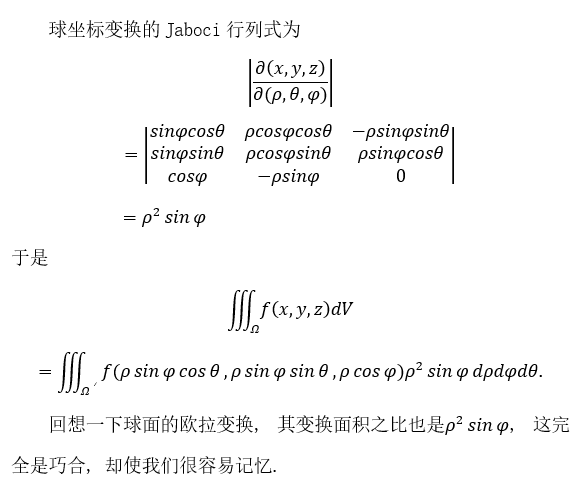 球坐标变换的 Jaboci 行列式为
|∂(x, y, z)|
|∂(ρ, θ, φ)|
= |sinφcosθ ρcosφcosθ −ρsinφsinθ|
|sinφsinθ ρcosφsinθ ρsinφcosθ|
|cosφ −ρsinφ 0|
= ρ² sin φ
于是
∭_Ω f(x, y, z)dV
= ∭_Ω′ f(ρ sin φ cos θ , ρ sin φ sin θ , ρ cos φ)ρ² sin φ dρdφdθ.
回想一下球面的欧拉变换, 其变换面积之比也是ρ² sin φ, 这完
全是巧合, 却使我们很容易记忆.